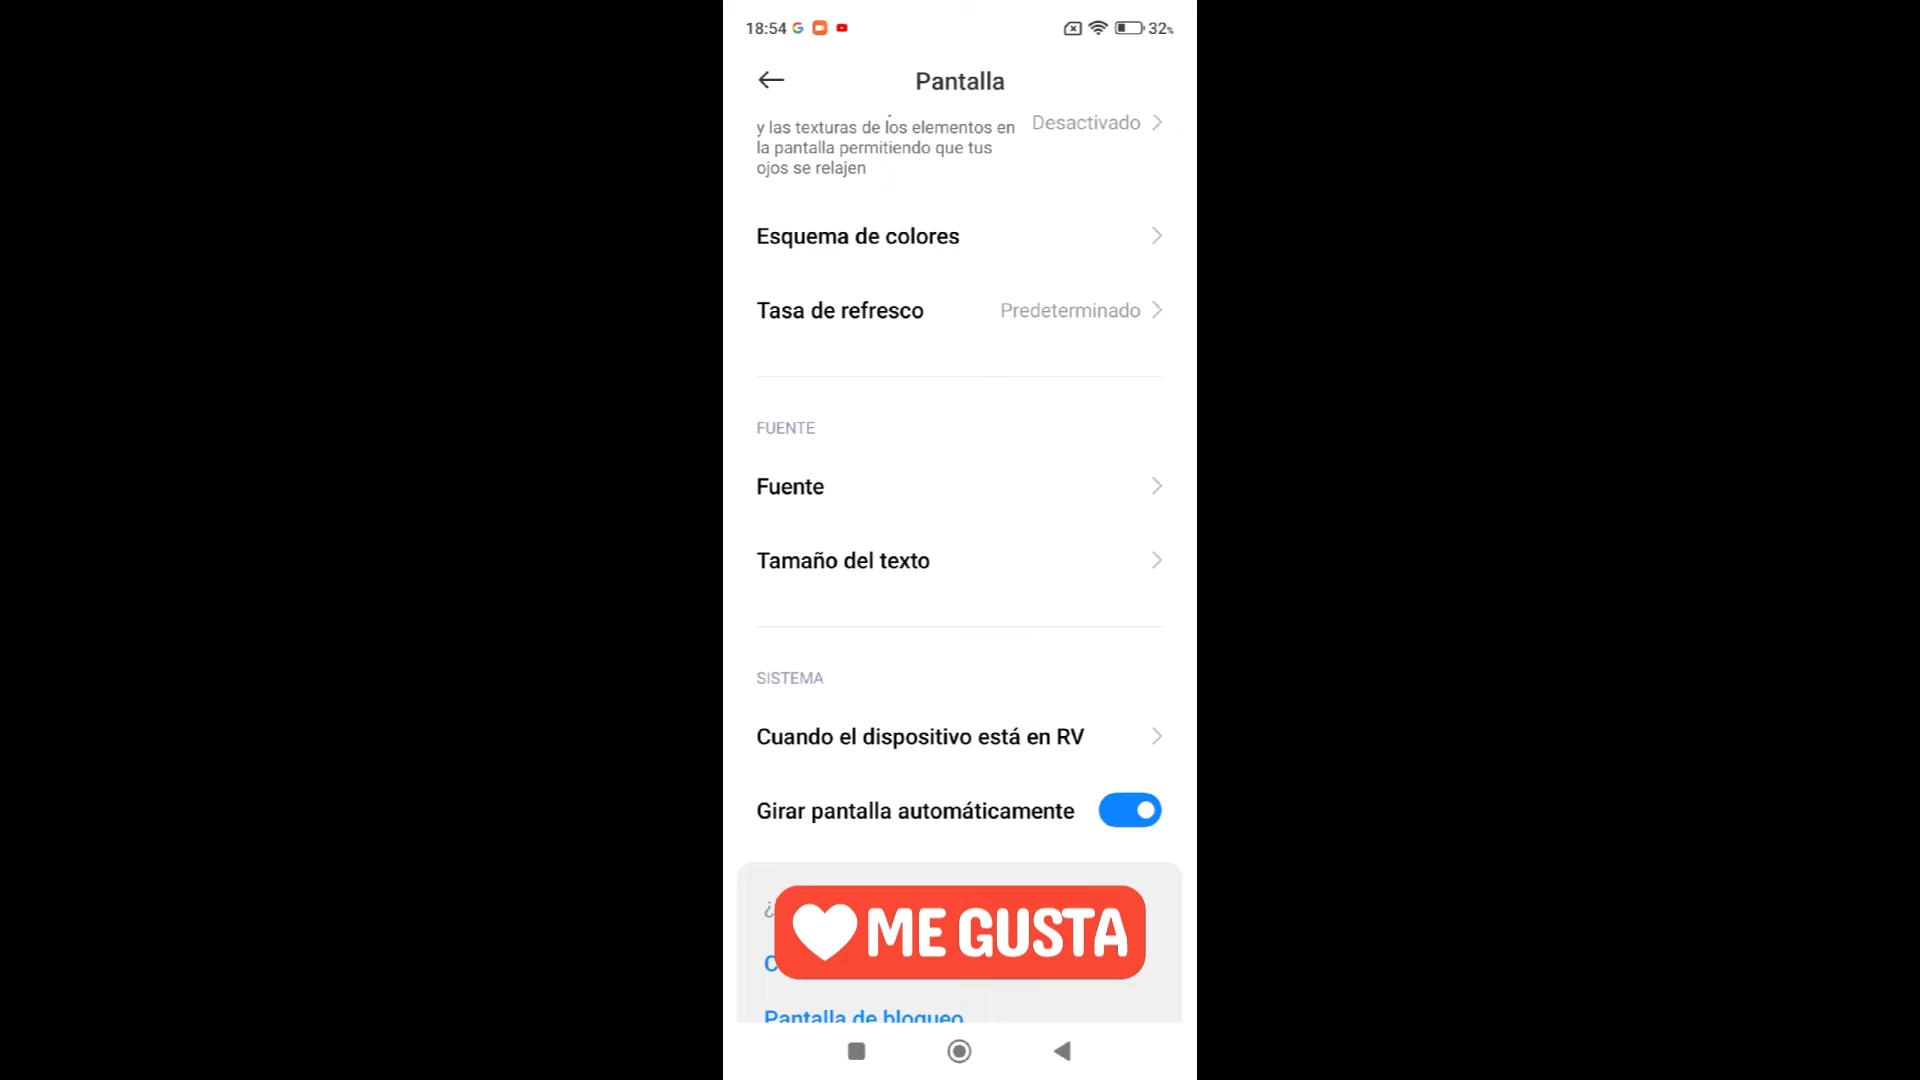 18:54 32%
Pantalla
y las texturas de los elementos en
la pantalla permitiendo que tus
ojos se relajen
Desactivado
Esquema de colores
Tasa de refresco Predeterminado
FUENTE
Fuente
Tamaño del texto
SISTEMA
Cuando el dispositivo está en RV
Girar pantalla automáticamente
¿
ME GUSTA
C
Pantalla de bloqueo